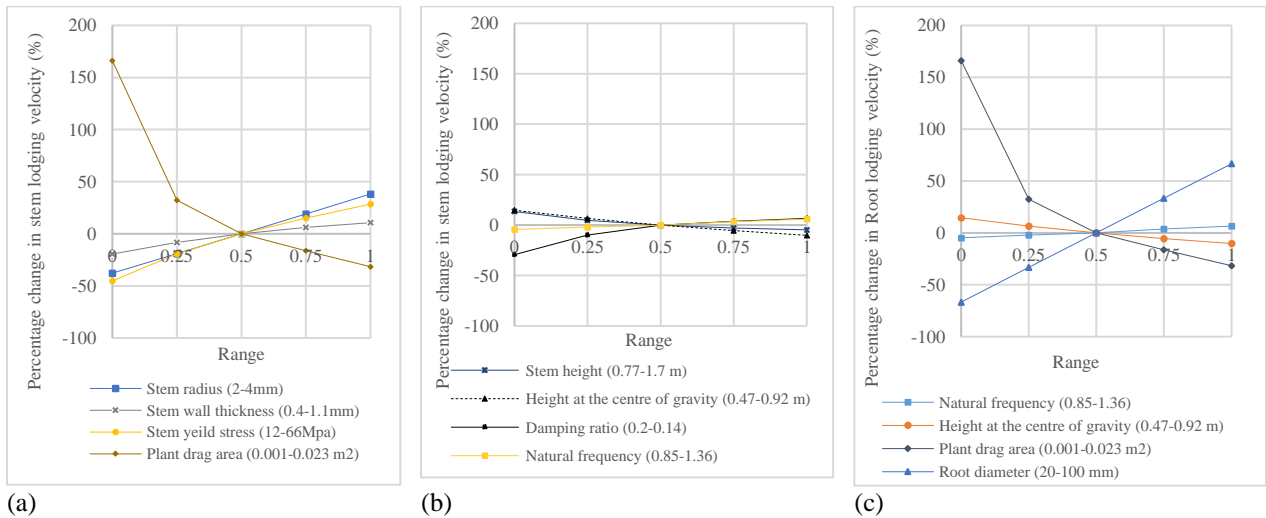 Percentage change in stem lodging velocity (%)
200
150
100
50
0
-50
-100
0
0.25
0.5
0.75
1
Range
Stem radius (2-4mm)
Stem wall thickness (0.4-1.1mm)
Stem yeild stress (12-66Mpa)
Plant drag area (0.001-0.023 m2)
(a)
Percentage change in stem lodging velocity (%)
200
150
100
50
0
-50
-100
0
0.25
0.5
0.75
1
Range
Stem height (0.77-1.7 m)
Height at the centre of gravity (0.47-0.92 m)
Damping ratio (0.2-0.14)
Natural frequency (0.85-1.36)
(b)
Percentage change in Root lodging velocity (%)
200
150
100
50
0
-50
-100
0
0.25
0.5
0.75
1
Range
Natural frequency (0.85-1.36)
Height at the centre of gravity (0.47-0.92 m)
Plant drag area (0.001-0.023 m2)
Root diameter (20-100 mm)
(c)